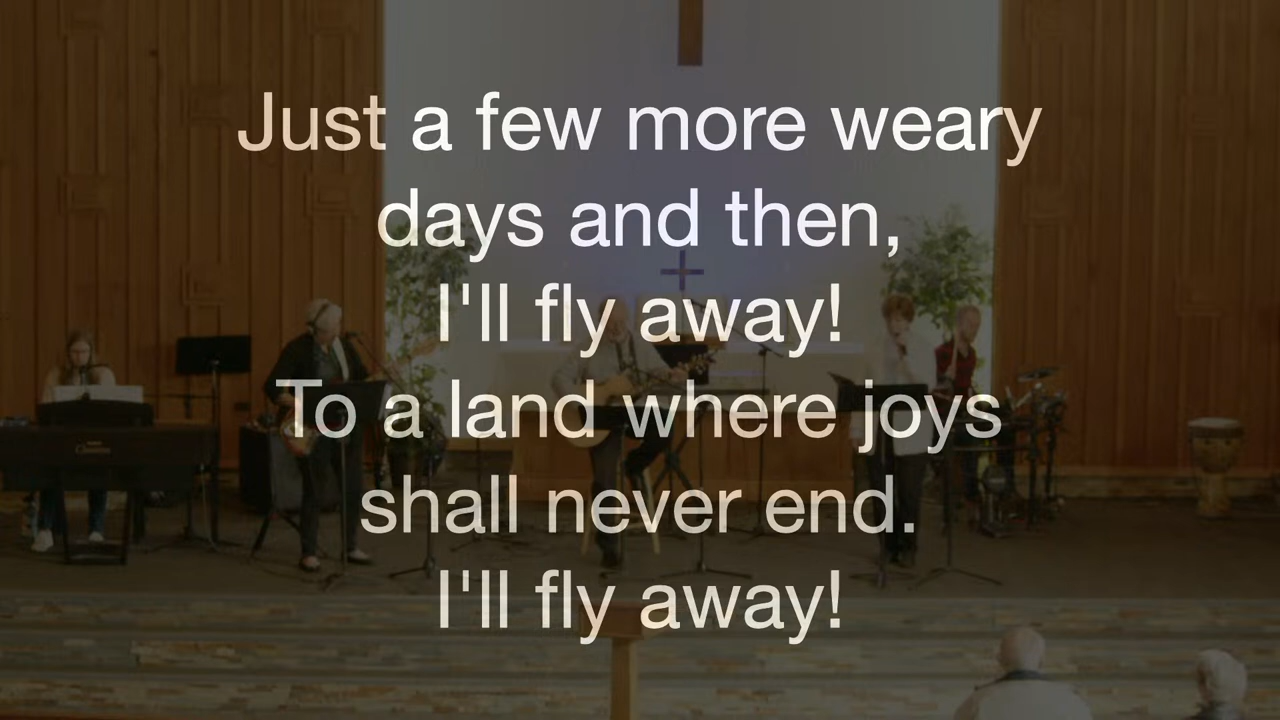 Just a few more weary
days and then,
I'll fly away!
To a land where joys
shall never end.
I'll fly away!